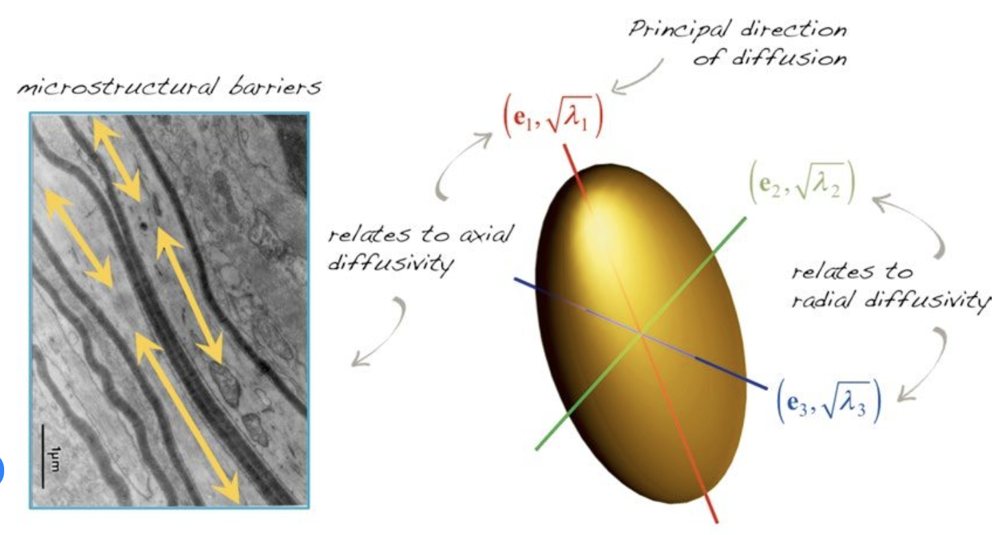 Principal direction
of diffusion
microstructural barriers
(e₁, √λ₁)
(e₂, √λ₂)
relates to axial
diffusivity
relates to
radial diffusivity
(e₃, √λ₃)
1μm